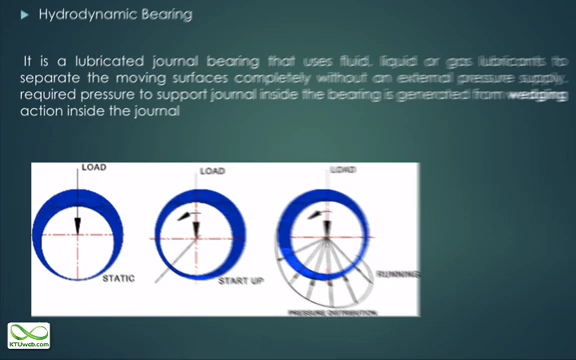 Hydrodynamic Bearing
It is a lubricated journal bearing that uses fluid, liquid or gas lubricants to
separate the moving surfaces completely without an external pressure supply.
required pressure to support journal inside the bearing is generated from wedging
action inside the journal
LOAD
LOAD
LOAD
STATIC
START UP
RUNNING
PRESSURE DISTRIBUTION
KTUweb.com